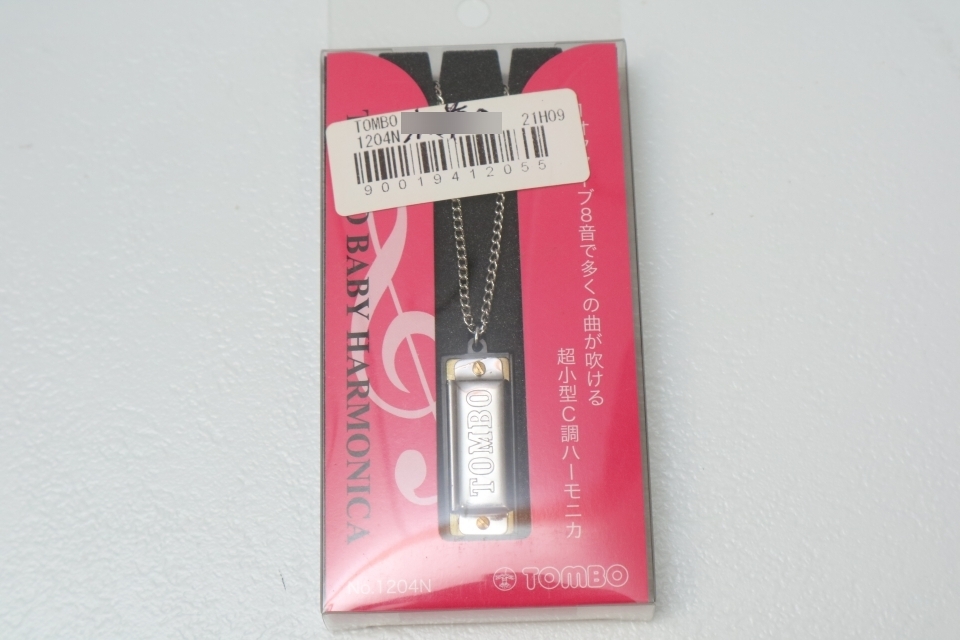 TOMBO 21H09
1204N
9001941205 5
BABY HARMONICA
ブ8音で多くの曲が吹ける
超小型C調ハーモニカ
TOMBO
No.1204N
TOMBO